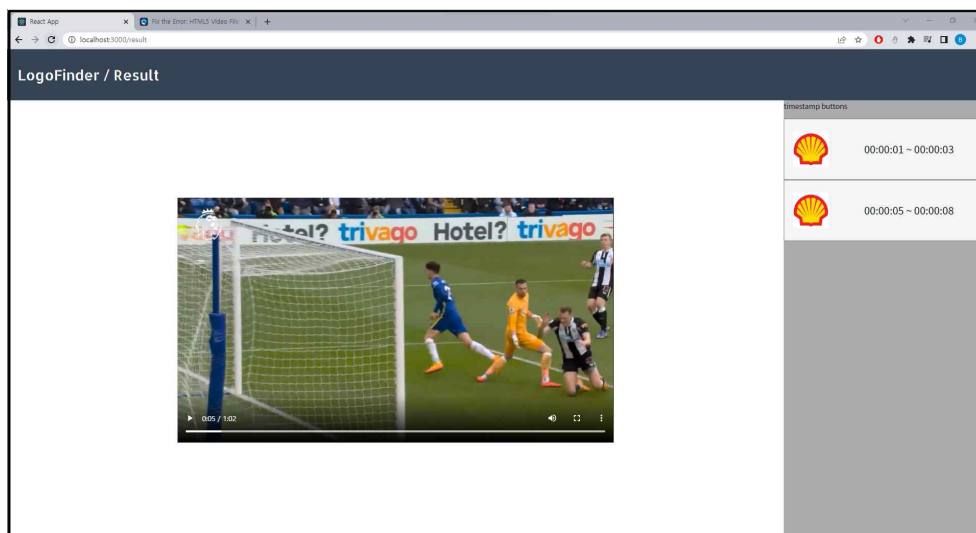 React App
Fix the Error: HTML5 Video File
localhost:3000/result
B
LogoFinder / Result
timestamp buttons
00:00:01 ~ 00:00:03
00:00:05 ~ 00:00:08
Hotel? trivago Hotel? trivago
0:05 / 1:02